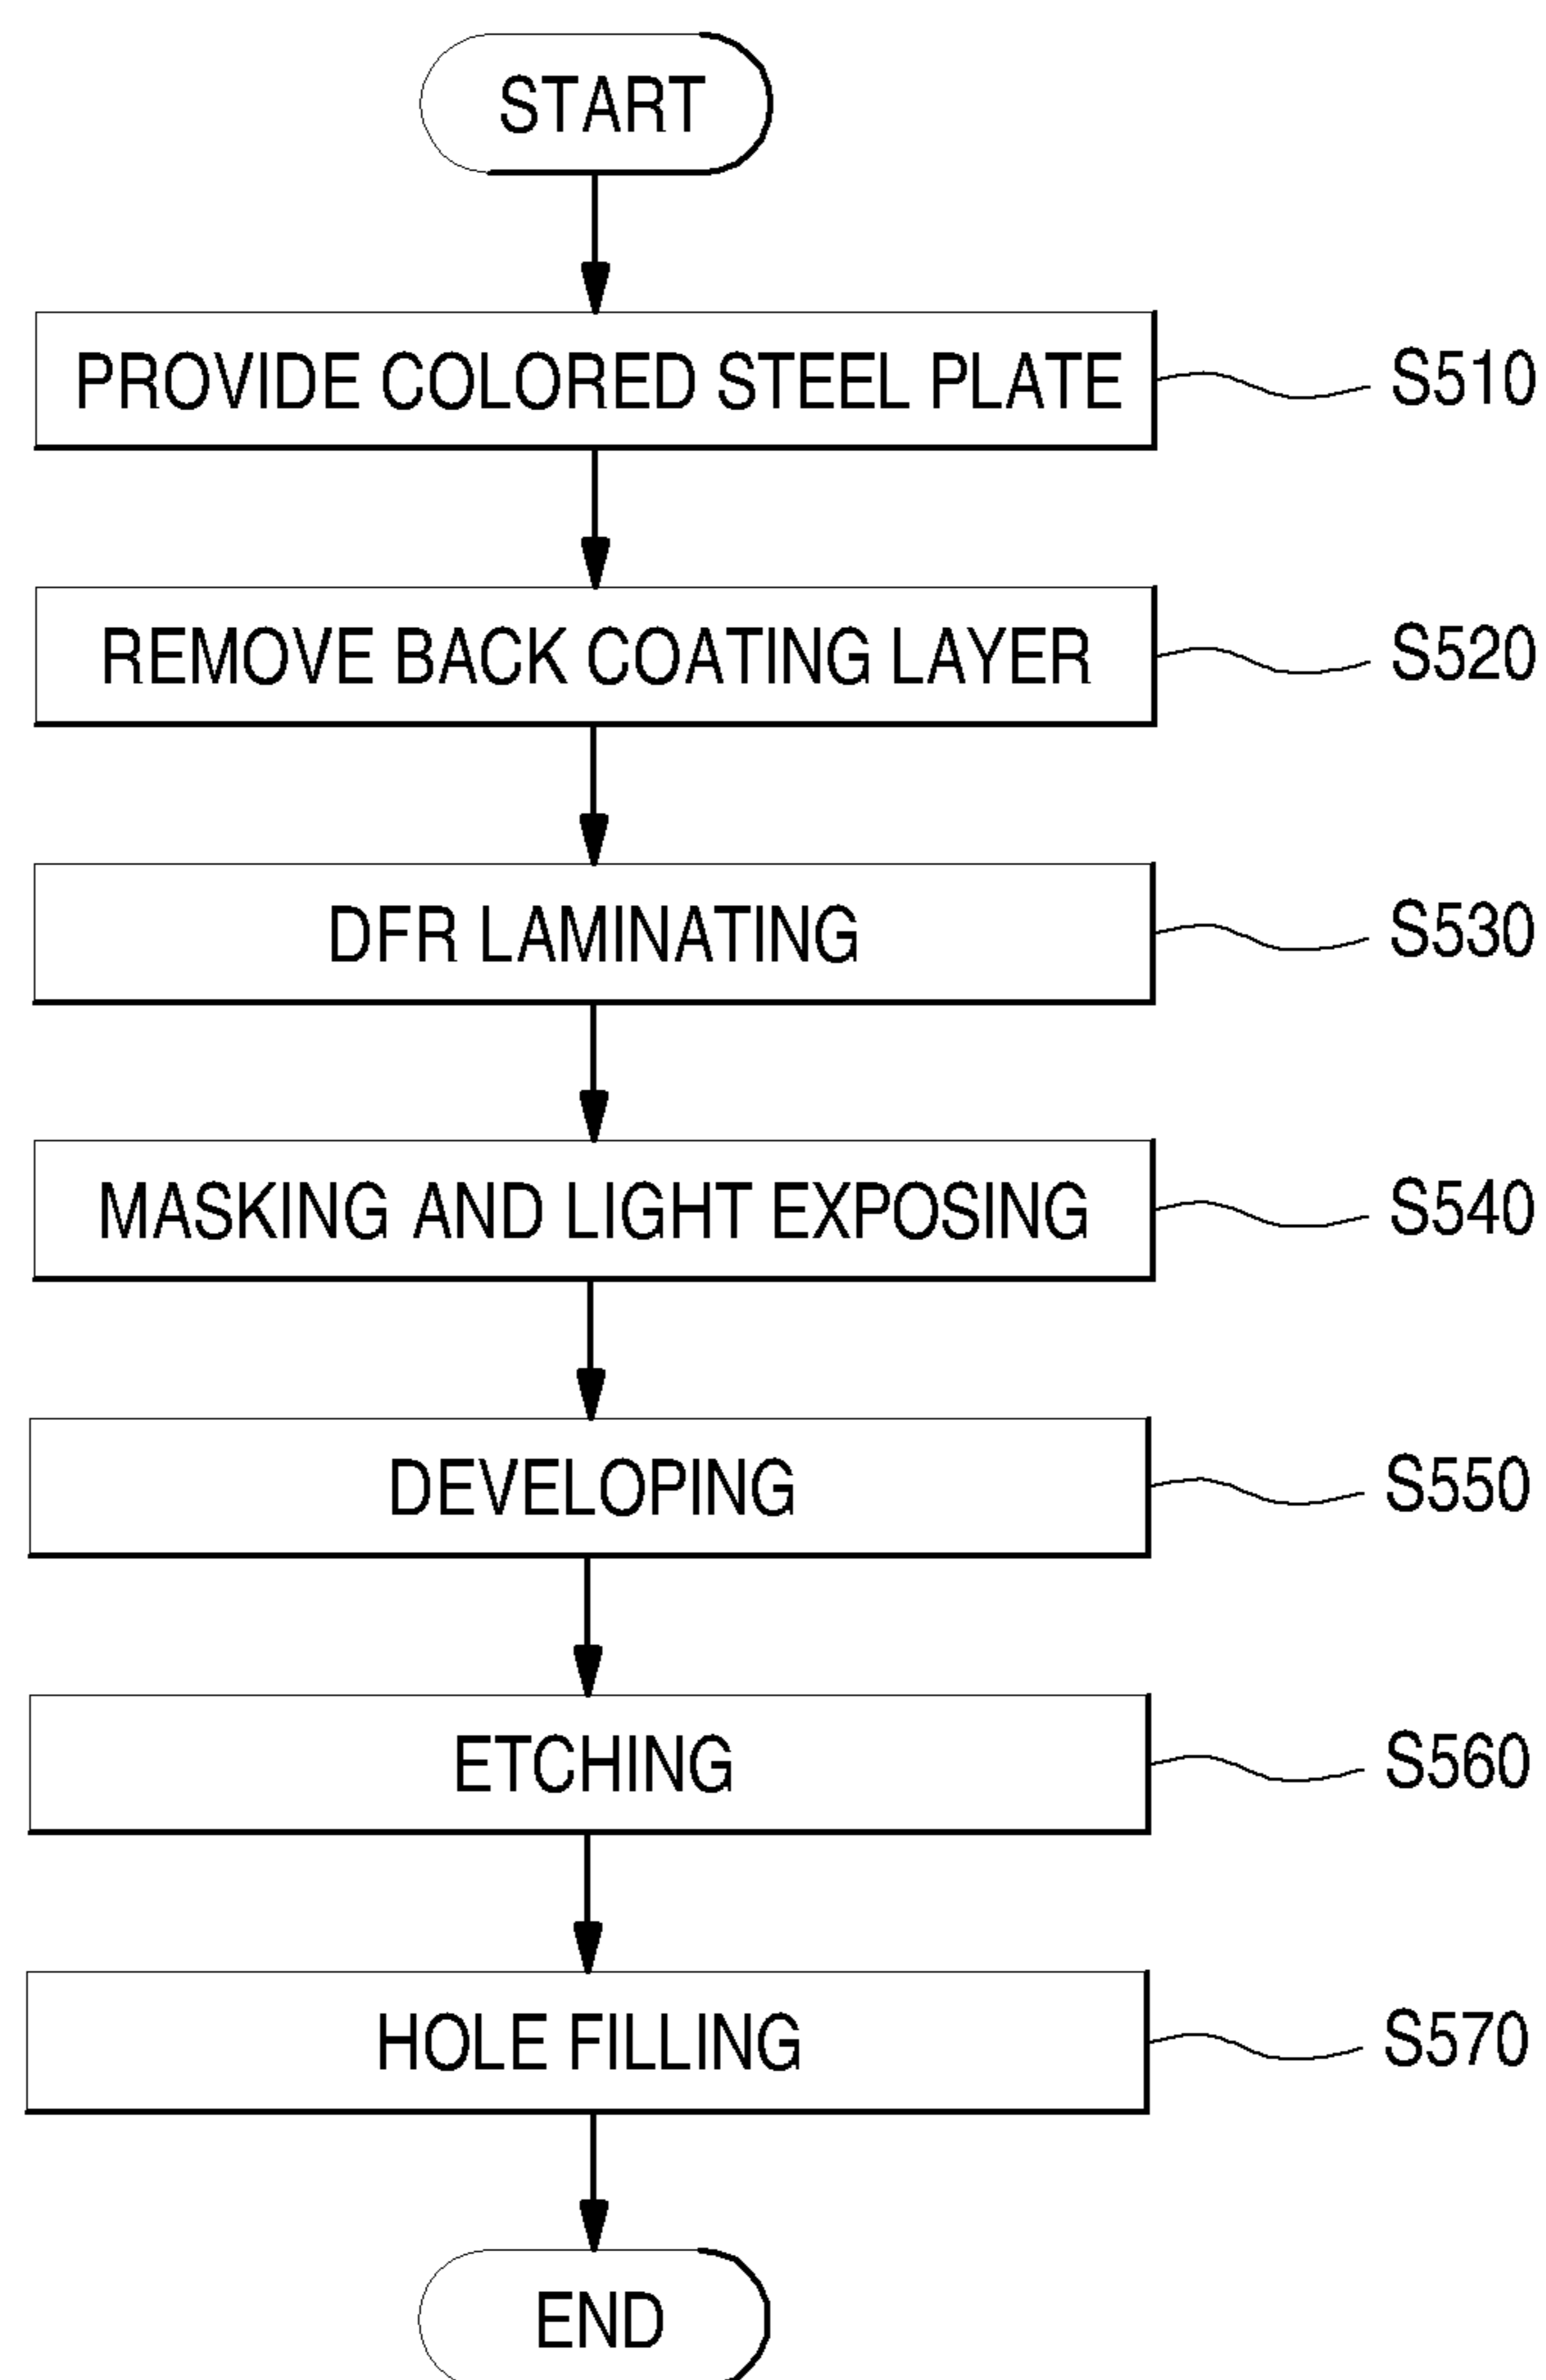 START
PROVIDE COLORED STEEL PLATE S510
REMOVE BACK COATING LAYER S520
DFR LAMINATING S530
MASKING AND LIGHT EXPOSING S540
DEVELOPING S550
ETCHING S560
HOLE FILLING S570
END